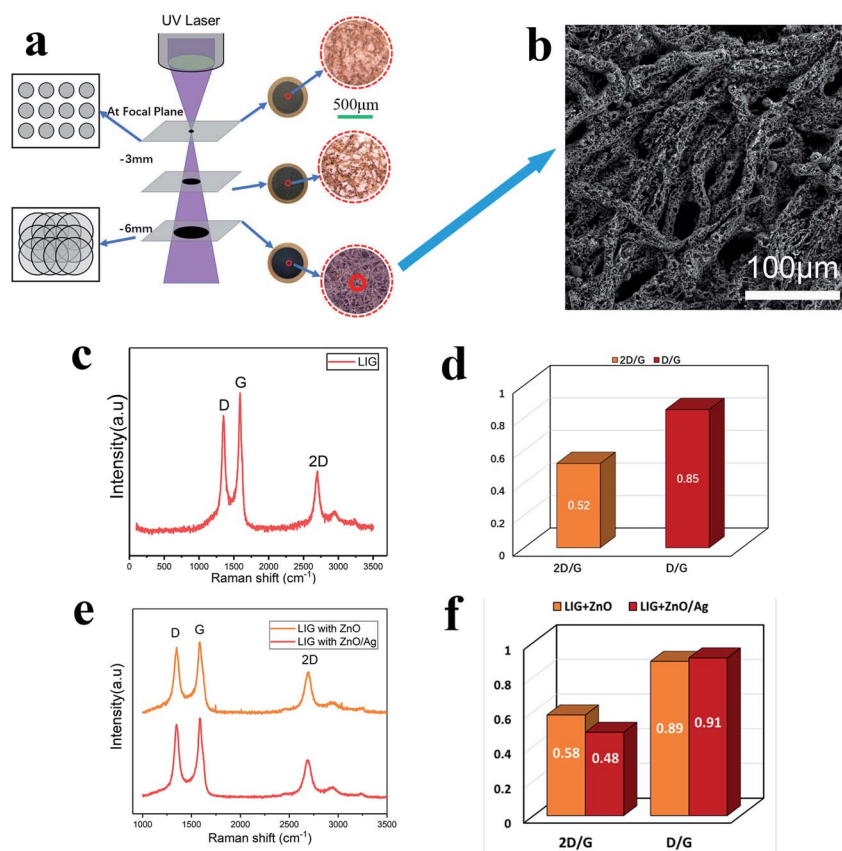 a
UV Laser
At Focal Plane
-3mm
-6mm
500μm
b
100μm
c
LIG
D
G
2D
Intensity(a.u)
0 500 1000 1500 2000 2500 3000 3500
Raman shift (cm⁻¹)
d
2D/G D/G
1
0.8
0.6
0.4
0.2
0
0.52
0.85
2D/G D/G
e
LIG with ZnO
LIG with ZnO/Ag
D
G
2D
Intensity(a.u)
1000 1500 2000 2500 3000 3500
Raman shift (cm⁻¹)
f
LIG+ZnO LIG+ZnO/Ag
1
0.8
0.6
0.4
0.2
0
0.58
0.48
0.89
0.91
2D/G D/G